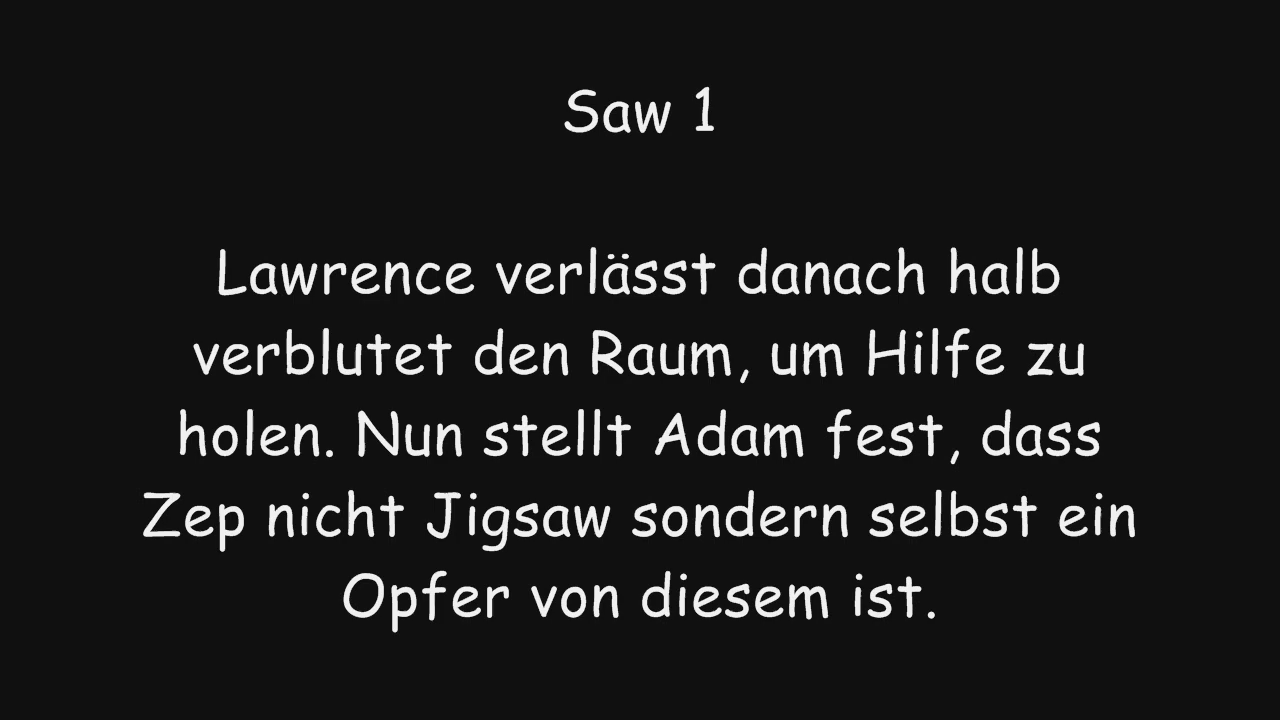 Saw 1
Lawrence verlässt danach halb
verblutet den Raum, um Hilfe zu
holen. Nun stellt Adam fest, dass
Zep nicht Jigsaw sondern selbst ein
Opfer von diesem ist.